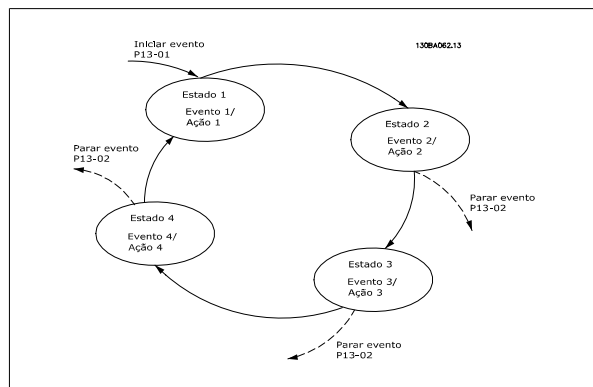 Iniciar evento
P13-01
130BA062.13
Estado 1
Evento 1/
Ação 1
Estado 2
Evento 2/
Ação 2
Parar evento
P13-02
Parar evento
P13-02
Estado 4
Evento 4/
Ação 4
Estado 3
Evento 3/
Ação 3
Parar evento
P13-02